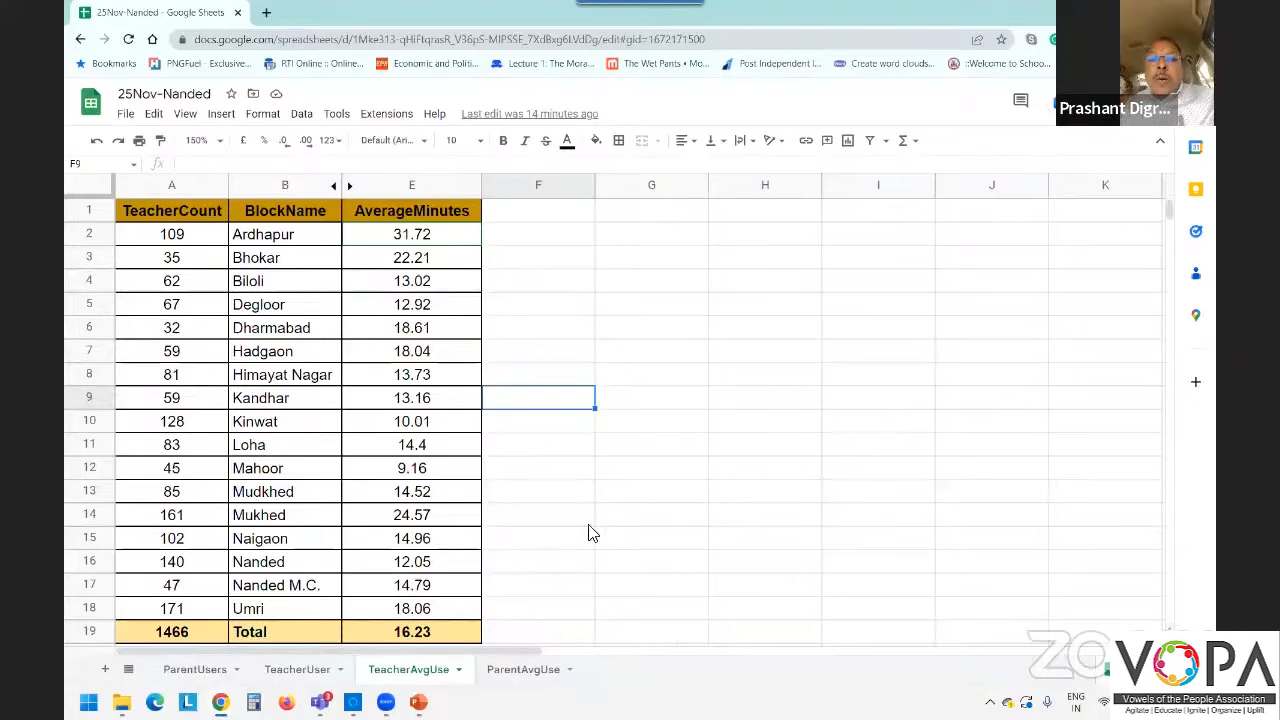 25Nov-Nanded - Google Sheets
docs.google.com/spreadsheets/d/1Mke313-qHiFtqrasR_V36pS-MIPSSE_7XdBxg6LVdDg/edit#gid=1672171500
Bookmarks PNGFuel - Exclusive... RTI Online :: Online... Economic and Politi... Lecture 1: The Mora... The Wet Pants - Mo... Post Independent I... Create word clouds... ::Welcome to Schoo...
25Nov-Nanded
File Edit View Insert Format Data Tools Extensions Help Last edit was 14 minutes ago
Prashant Digr...
150% £ % .0 .00 123 Default (Ari... 10 B I S A
F9 fx
A B E F G H I J K
1 TeacherCount BlockName AverageMinutes
2 109 Ardhapur 31.72
3 35 Bhokar 22.21
4 62 Biloli 13.02
5 67 Degloor 12.92
6 32 Dharmabad 18.61
7 59 Hadgaon 18.04
8 81 Himayat Nagar 13.73
9 59 Kandhar 13.16
10 128 Kinwat 10.01
11 83 Loha 14.4
12 45 Mahoor 9.16
13 85 Mudkhed 14.52
14 161 Mukhed 24.57
15 102 Naigaon 14.96
16 140 Nanded 12.05
17 47 Nanded M.C. 14.79
18 171 Umri 18.06
19 1466 Total 16.23
ParentUsers TeacherUser TeacherAvgUse ParentAvgUse
ENG
IN
VOPA
Vowels of the People Association
Agitate | Educate | Ignite | Organize | Uplift